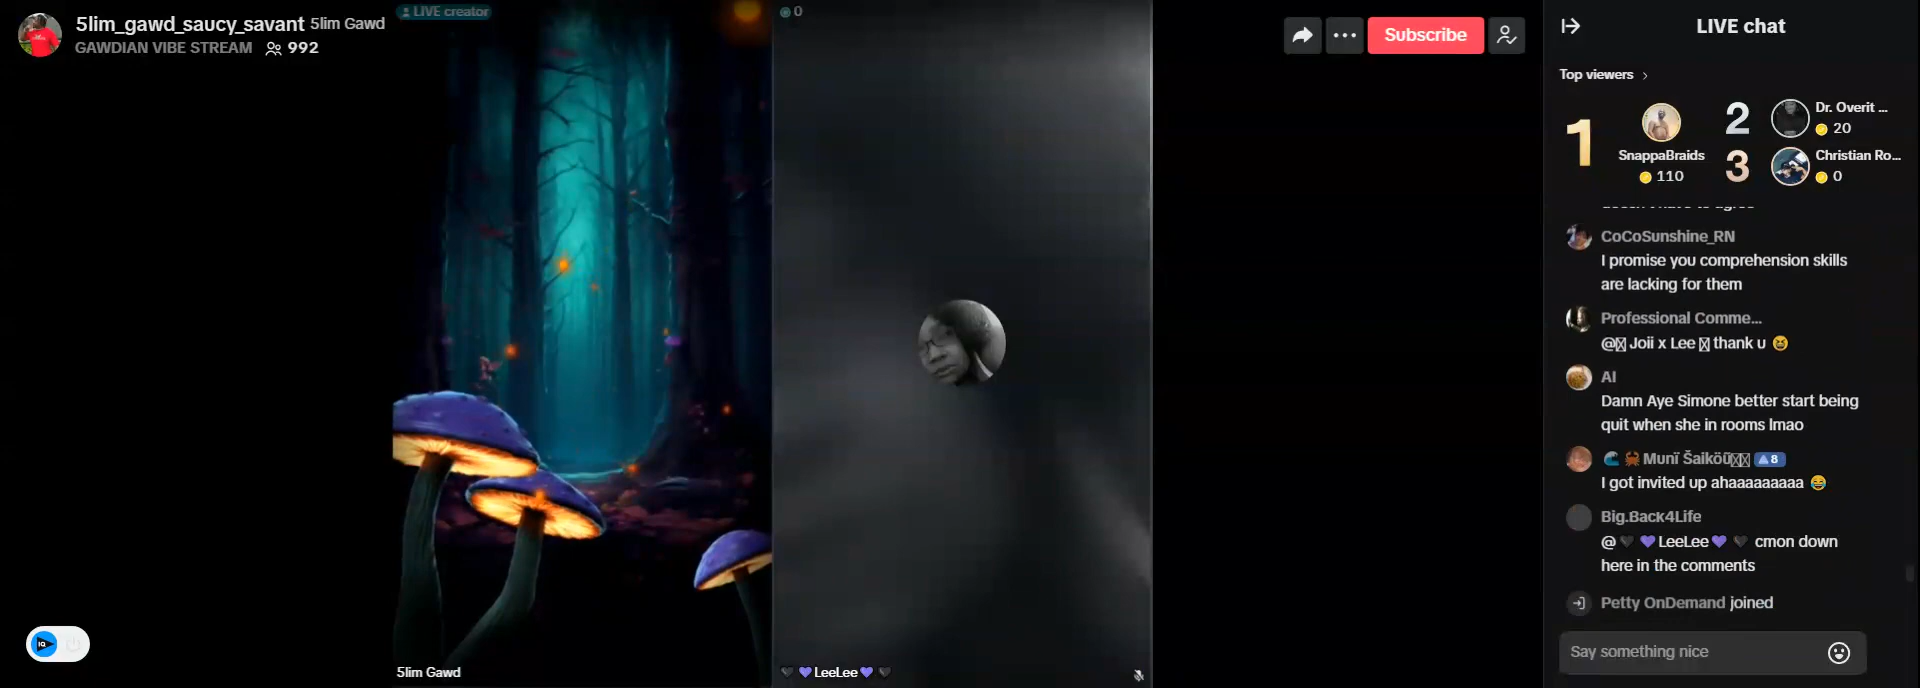 5lim_gawd_saucy_savant 5lim Gawd
GAWDIAN VIBE STREAM 992
LIVE creator
0
Subscribe
LIVE chat
Top viewers
1
SnappaBraids
110
2
Dr. Overit ...
20
3
Christian Ro...
0
CoCoSunshine_RN
I promise you comprehension skills
are lacking for them
Professional Comme...
@ Joii x Lee thank u 😆
AI
Damn Aye Simone better start being
quit when she in rooms lmao
🌊🦀Munï Šaiköū 8
I got invited up ahaaaaaaaaa 😂
Big.Back4Life
@🖤💜LeeLee💜🖤 cmon down
here in the comments
Petty OnDemand joined
Say something nice
5lim Gawd
🖤💜LeeLee💜🖤